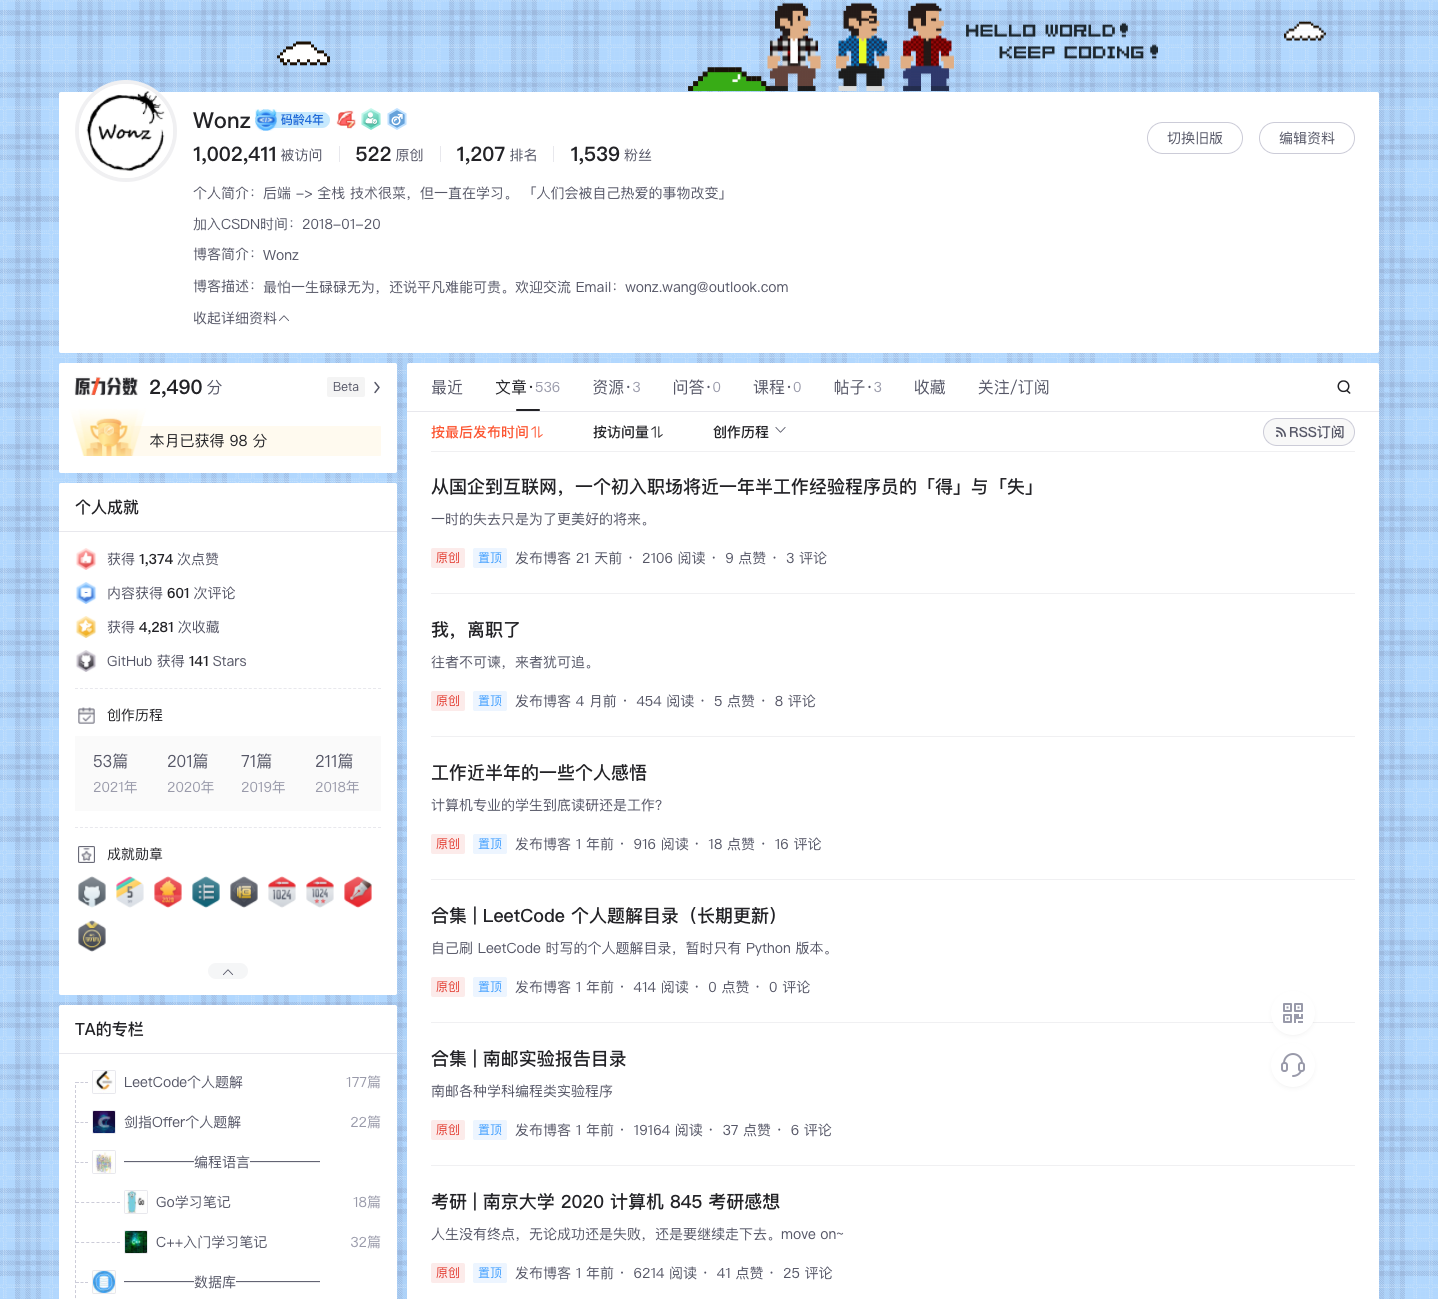 HELLO WORLD!
KEEP CODING!
Wonz
Wonz 码龄4年
1,002,411 被访问 522 原创 1,207 排名 1,539 粉丝
切换旧版 编辑资料
个人简介：后端 -> 全栈 技术很菜，但一直在学习。 「人们会被自己热爱的事物改变」
加入CSDN时间：2018-01-20
博客简介：Wonz
博客描述：最怕一生碌碌无为，还说平凡难能可贵。欢迎交流 Email：wonz.wang@outlook.com
收起详细资料
原力分数 2,490 分 Beta
本月已获得 98 分
个人成就
获得 1,374 次点赞
内容获得 601 次评论
获得 4,281 次收藏
GitHub 获得 141 Stars
创作历程
53篇 201篇 71篇 211篇
2021年 2020年 2019年 2018年
成就勋章
5 2020 1024 1024
TA的专栏
LeetCode个人题解 177篇
剑指Offer个人题解 22篇
—————编程语言—————
Go学习笔记 18篇
C++入门学习笔记 32篇
—————数据库——————
最近 文章·536 资源·3 问答·0 课程·0 帖子·3 收藏 关注/订阅
按最后发布时间 按访问量 创作历程 RSS订阅
从国企到互联网，一个初入职场将近一年半工作经验程序员的「得」与「失」
一时的失去只是为了更美好的将来。
原创 置顶 发布博客 21 天前 · 2106 阅读 · 9 点赞 · 3 评论
我，离职了
往者不可谏，来者犹可追。
原创 置顶 发布博客 4 月前 · 454 阅读 · 5 点赞 · 8 评论
工作近半年的一些个人感悟
计算机专业的学生到底读研还是工作？
原创 置顶 发布博客 1 年前 · 916 阅读 · 18 点赞 · 16 评论
合集 | LeetCode 个人题解目录（长期更新）
自己刷 LeetCode 时写的个人题解目录，暂时只有 Python 版本。
原创 置顶 发布博客 1 年前 · 414 阅读 · 0 点赞 · 0 评论
合集 | 南邮实验报告目录
南邮各种学科编程类实验程序
原创 置顶 发布博客 1 年前 · 19164 阅读 · 37 点赞 · 6 评论
考研 | 南京大学 2020 计算机 845 考研感想
人生没有终点，无论成功还是失败，还是要继续走下去。move on~
原创 置顶 发布博客 1 年前 · 6214 阅读 · 41 点赞 · 25 评论